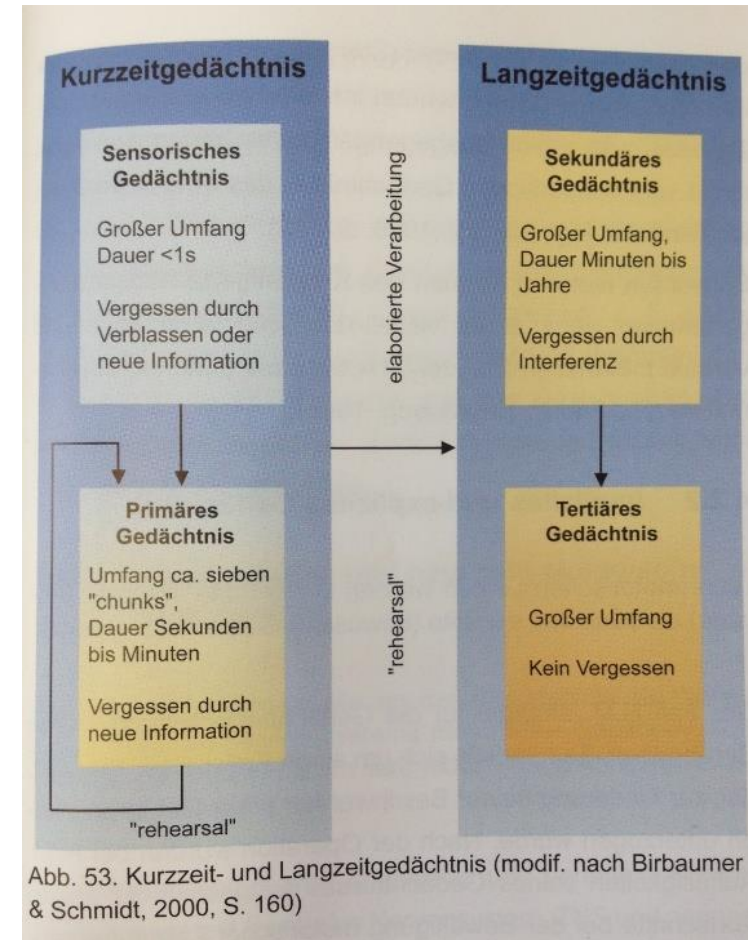 Kurzzeitgedächtnis
Sensorisches
Gedächtnis
Großer Umfang
Dauer <1s
Vergessen durch
Verblassen oder
neue Information
Primäres
Gedächtnis
Umfang ca. sieben
"chunks",
Dauer Sekunden
bis Minuten
Vergessen durch
neue Information
"rehearsal"
elaborierte Verarbeitung
"rehearsal"
Langzeitgedächtnis
Sekundäres
Gedächtnis
Großer Umfang,
Dauer Minuten bis
Jahre
Vergessen durch
Interferenz
Tertiäres
Gedächtnis
Großer Umfang
Kein Vergessen
Abb. 53. Kurzzeit- und Langzeitgedächtnis (modif. nach Birbaumer
& Schmidt, 2000, S. 160)